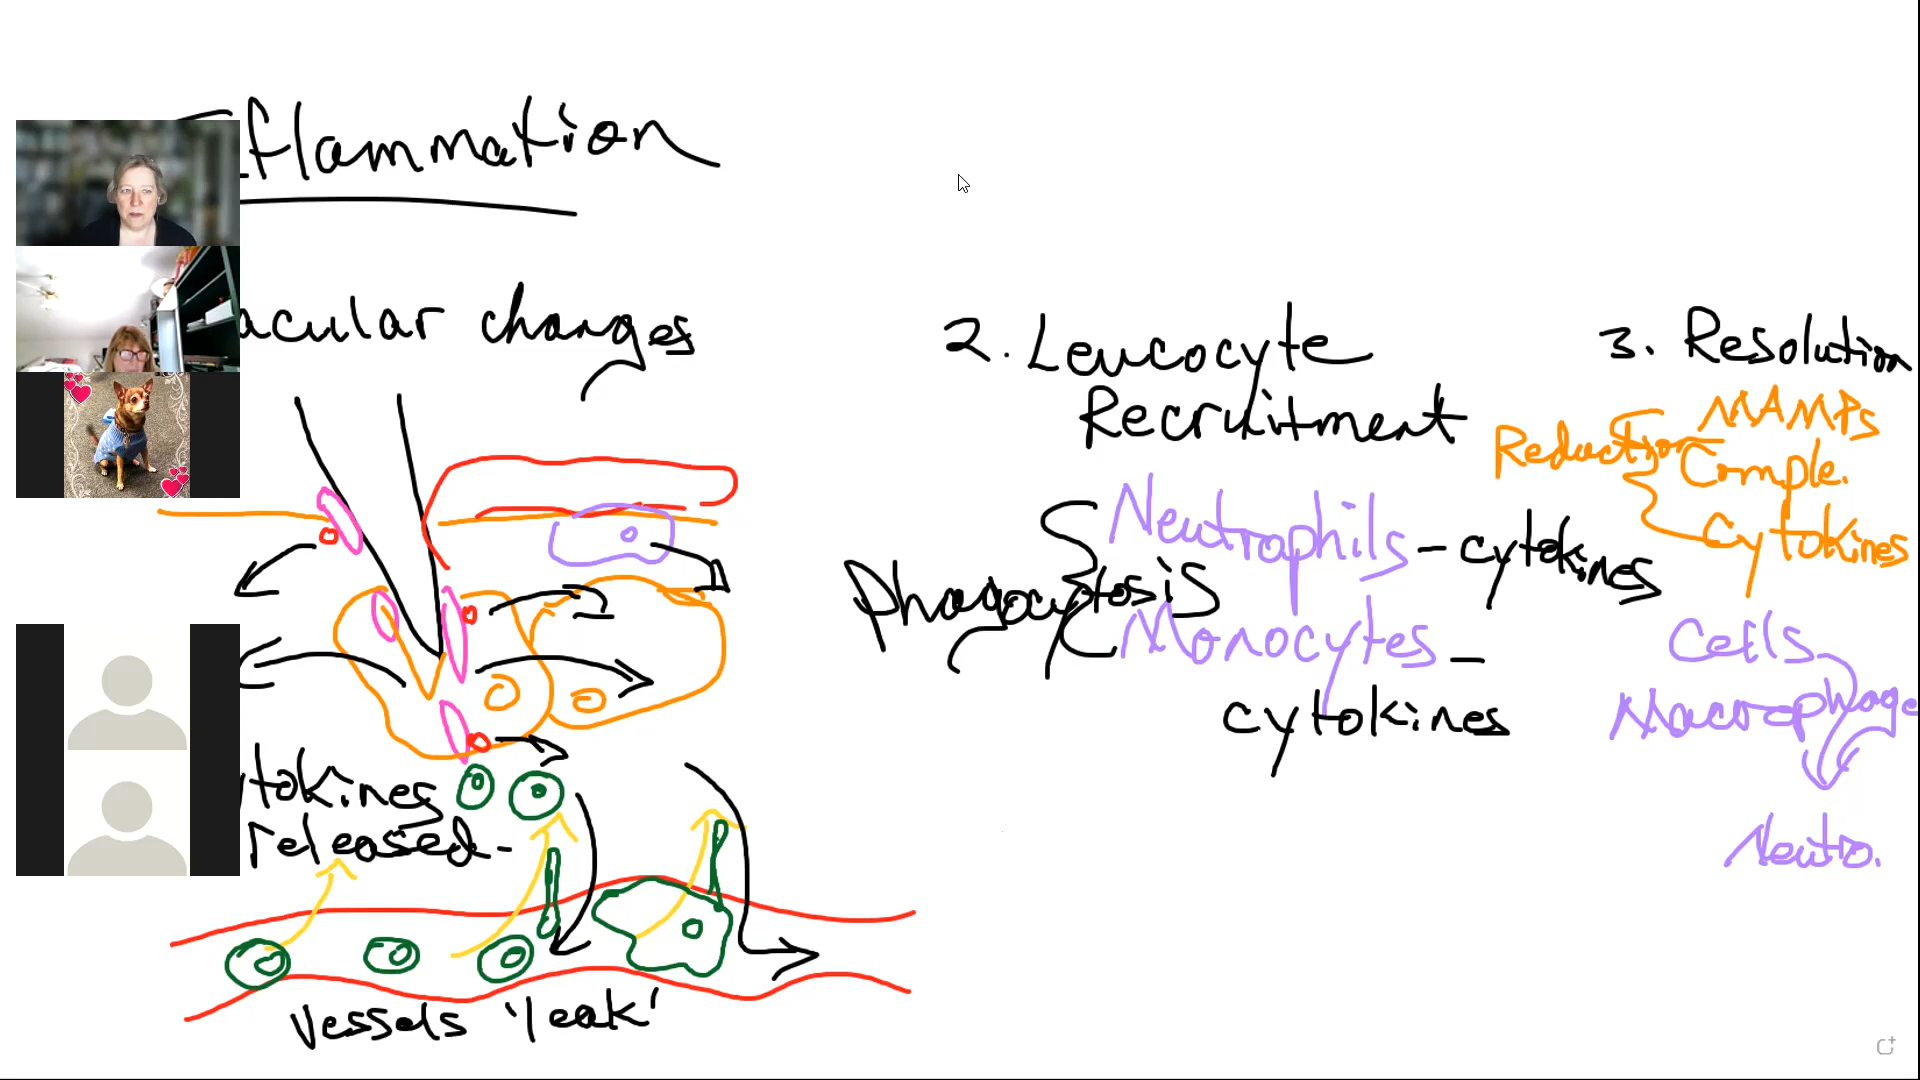 flammation
acular changes
tokines
released-
Vessels 'leak'
2. Leucocyte
Recruitment
Neutrophils - cytokines
Phagocytosis
Monocytes -
cytokines
3. Resolution
MAMPs
Reduction
Comple.
Cytokines
Cells
Macrophage
Neutro.